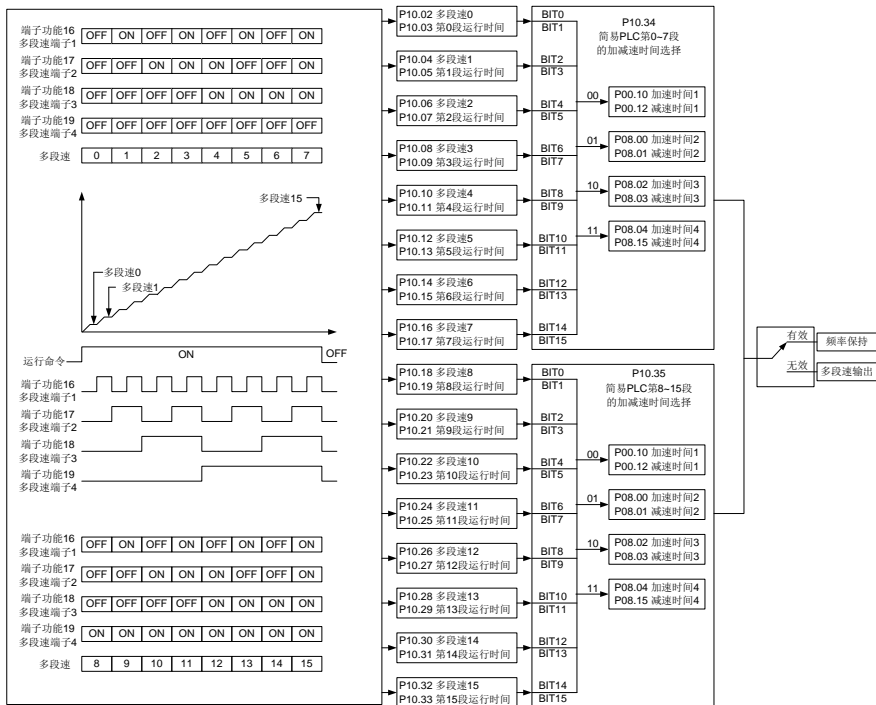 端子功能16
多段速端子1
OFF ON OFF ON OFF ON OFF ON
端子功能17
多段速端子2
OFF OFF ON ON ON OFF ON ON
端子功能18
多段速端子3
OFF OFF OFF OFF ON ON ON ON
端子功能19
多段速端子4
OFF OFF OFF OFF OFF OFF OFF OFF
多段速 0 1 2 3 4 5 6 7
多段速15
多段速0
多段速1
运行命令
ON
OFF
端子功能16
多段速端子1
端子功能17
多段速端子2
端子功能18
多段速端子3
端子功能19
多段速端子4
端子功能16
多段速端子1
OFF ON OFF ON OFF ON OFF ON
端子功能17
多段速端子2
OFF OFF ON ON OFF OFF ON ON
端子功能18
多段速端子3
OFF OFF OFF OFF ON ON ON ON
端子功能19
多段速端子4
ON ON ON ON ON ON ON ON
多段速 8 9 10 11 12 13 14 15
P10.02 多段速0
P10.03 第0段运行时间
P10.04 多段速1
P10.05 第1段运行时间
P10.06 多段速2
P10.07 第2段运行时间
P10.08 多段速3
P10.09 第3段运行时间
P10.10 多段速4
P10.11 第4段运行时间
P10.12 多段速5
P10.13 第5段运行时间
P10.14 多段速6
P10.15 第6段运行时间
P10.16 多段速7
P10.17 第7段运行时间
P10.18 多段速8
P10.19 第8段运行时间
P10.20 多段速9
P10.21 第9段运行时间
P10.22 多段速10
P10.23 第10段运行时间
P10.24 多段速11
P10.25 第11段运行时间
P10.26 多段速12
P10.27 第12段运行时间
P10.28 多段速13
P10.29 第13段运行时间
P10.30 多段速14
P10.31 第14段运行时间
P10.32 多段速15
P10.33 第15段运行时间
BIT0
BIT1
BIT2
BIT3
BIT4
BIT5
BIT6
BIT7
BIT8
BIT9
BIT10
BIT11
BIT12
BIT13
BIT14
BIT15
P10.34
简易PLC第0~7段
的加减速时间选择
00
P00.10 加速时间1
P00.12 减速时间1
01
P08.00 加速时间2
P08.01 减速时间2
10
P08.02 加速时间3
P08.03 减速时间3
11
P08.04 加速时间4
P08.15 减速时间4
BIT0
BIT1
BIT2
BIT3
BIT4
BIT5
BIT6
BIT7
BIT8
BIT9
BIT10
BIT11
BIT12
BIT13
BIT14
BIT15
P10.35
简易PLC第8~15段
的加减速时间选择
00
P00.10 加速时间1
P00.12 减速时间1
01
P08.00 加速时间2
P08.01 减速时间2
10
P08.02 加速时间3
P08.03 减速时间3
11
P08.04 加速时间4
P08.15 减速时间4
有效
频率保持
无效
多段速输出